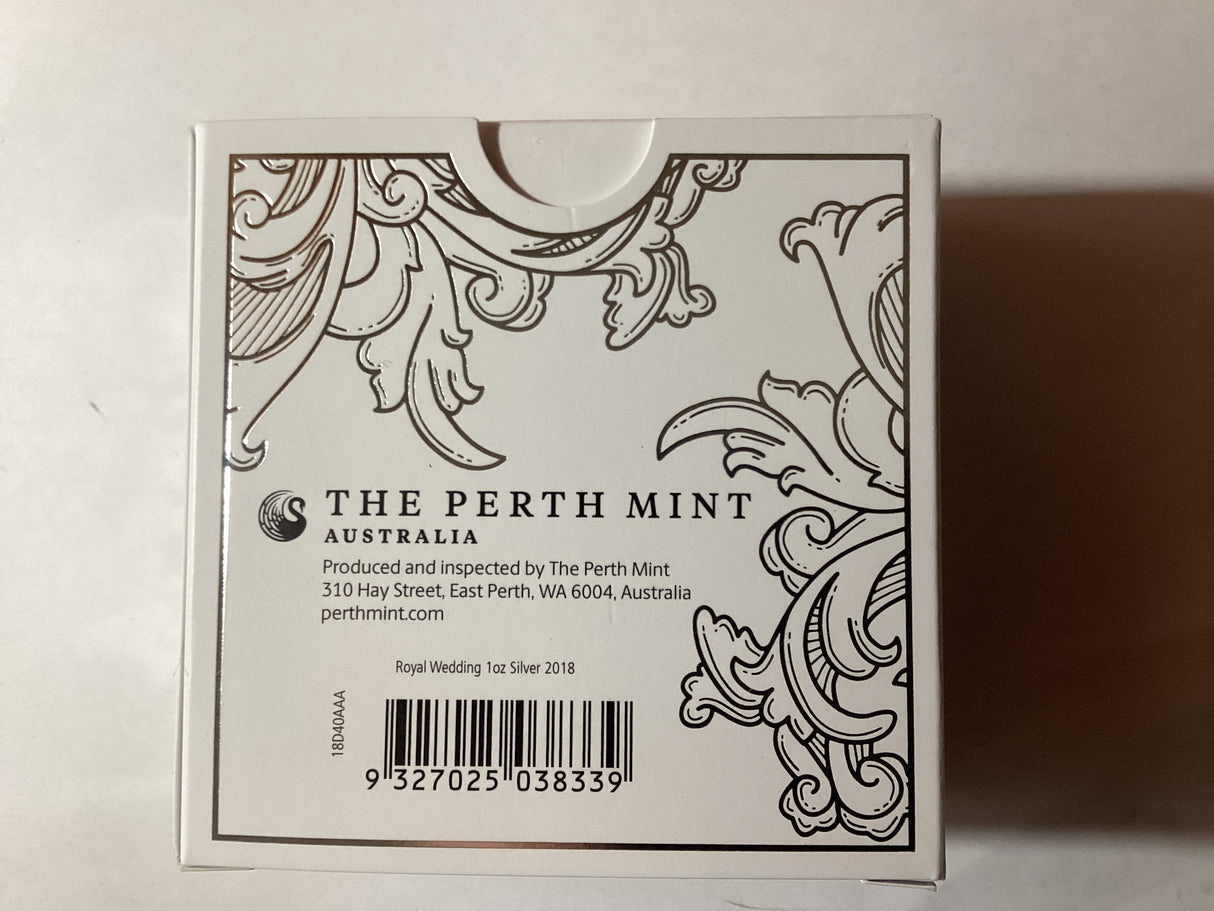 THE PERTH MINT
AUSTRALIA
Produced and inspected by The Perth Mint
310 Hay Street, East Perth, WA 6004, Australia
perthmint.com
Royal Wedding 1oz Silver 2018
18D40AAA
9 327025 038339